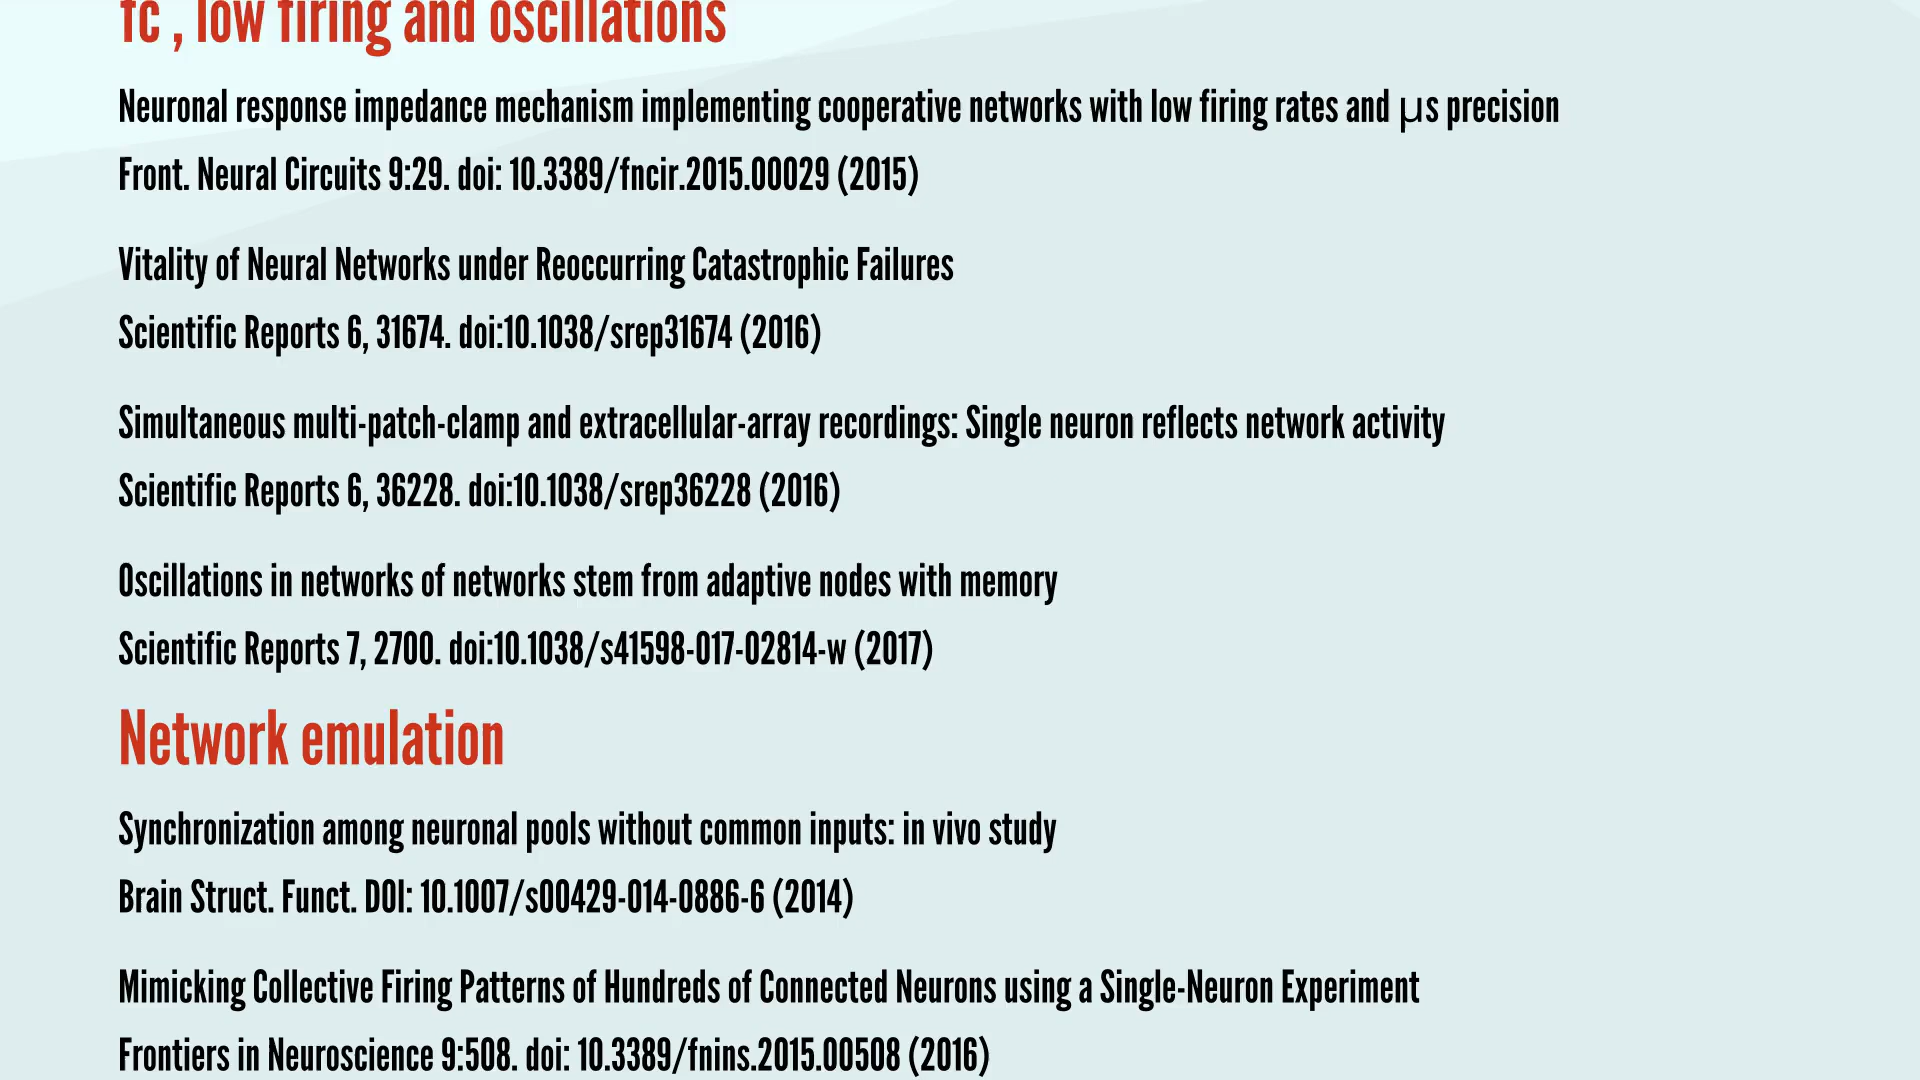 fc , low firing and oscillations
Neuronal response impedance mechanism implementing cooperative networks with low firing rates and μs precision
Front. Neural Circuits 9:29. doi: 10.3389/fncir.2015.00029 (2015)
Vitality of Neural Networks under Reoccurring Catastrophic Failures
Scientific Reports 6, 31674. doi:10.1038/srep31674 (2016)
Simultaneous multi-patch-clamp and extracellular-array recordings: Single neuron reflects network activity
Scientific Reports 6, 36228. doi:10.1038/srep36228 (2016)
Oscillations in networks of networks stem from adaptive nodes with memory
Scientific Reports 7, 2700. doi:10.1038/s41598-017-02814-w (2017)
Network emulation
Synchronization among neuronal pools without common inputs: in vivo study
Brain Struct. Funct. DOI: 10.1007/s00429-014-0886-6 (2014)
Mimicking Collective Firing Patterns of Hundreds of Connected Neurons using a Single-Neuron Experiment
Frontiers in Neuroscience 9:508. doi: 10.3389/fnins.2015.00508 (2016)